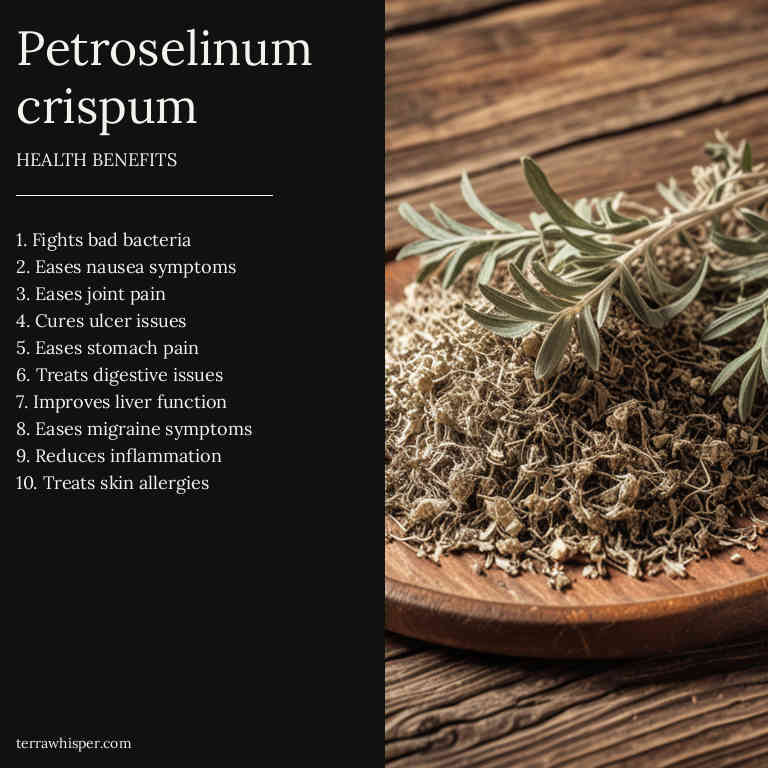 Petroselinum
crispum
HEALTH BENEFITS
1. Fights bad bacteria
2. Eases nausea symptoms
3. Eases joint pain
4. Cures ulcer issues
5. Eases stomach pain
6. Treats digestive issues
7. Improves liver function
8. Eases migraine symptoms
9. Reduces inflammation
10. Treats skin allergies
terrawhisper.com